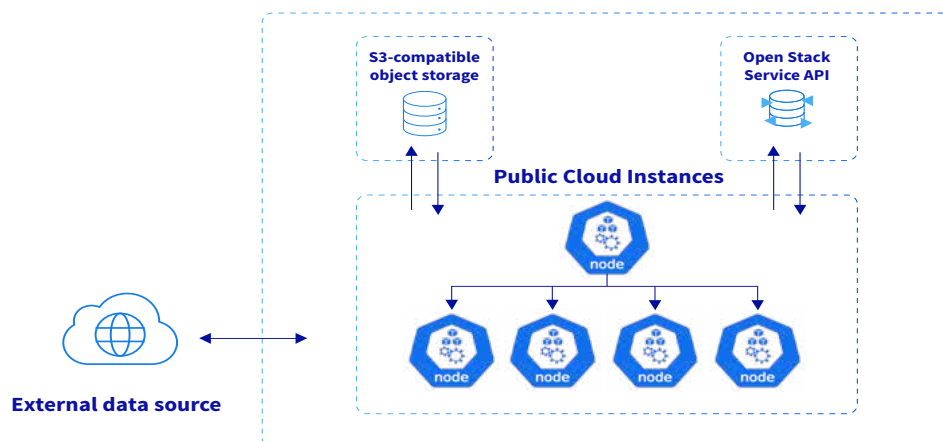 S3-compatible
object storage
Open Stack
Service API
Public Cloud Instances
node
node
node
node
node
External data source